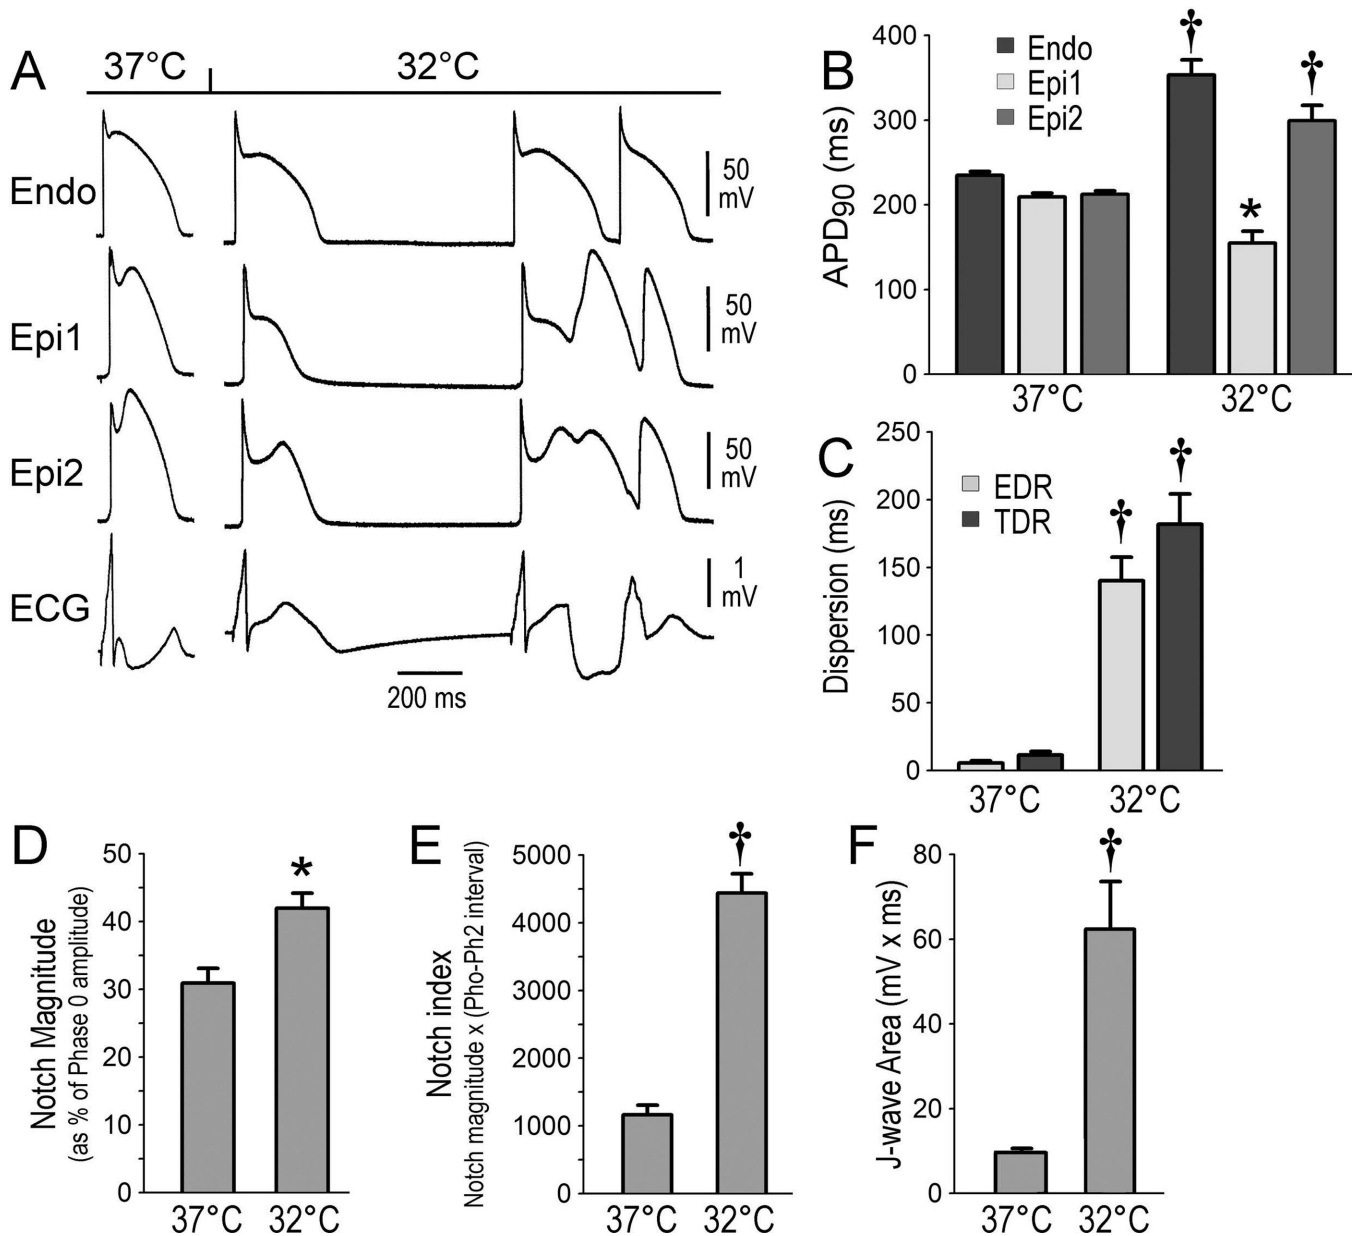 A
37°C
32°C
Endo
50
mV
Epi1
50
mV
Epi2
50
mV
ECG
1
mV
200 ms
B
APD90 (ms)
400
300
200
100
0
Endo
Epi1
Epi2
†
*
†
37°C
32°C
C
Dispersion (ms)
250
200
150
100
50
0
EDR
TDR
†
†
37°C
32°C
D
Notch Magnitude
(as % of Phase 0 amplitude)
50
40
30
20
10
0
*
37°C
32°C
E
Notch index
Notch magnitude x (Pho-Ph2 interval)
5000
4000
3000
2000
1000
0
†
37°C
32°C
F
J-wave Area (mV x ms)
80
60
40
20
0
†
37°C
32°C